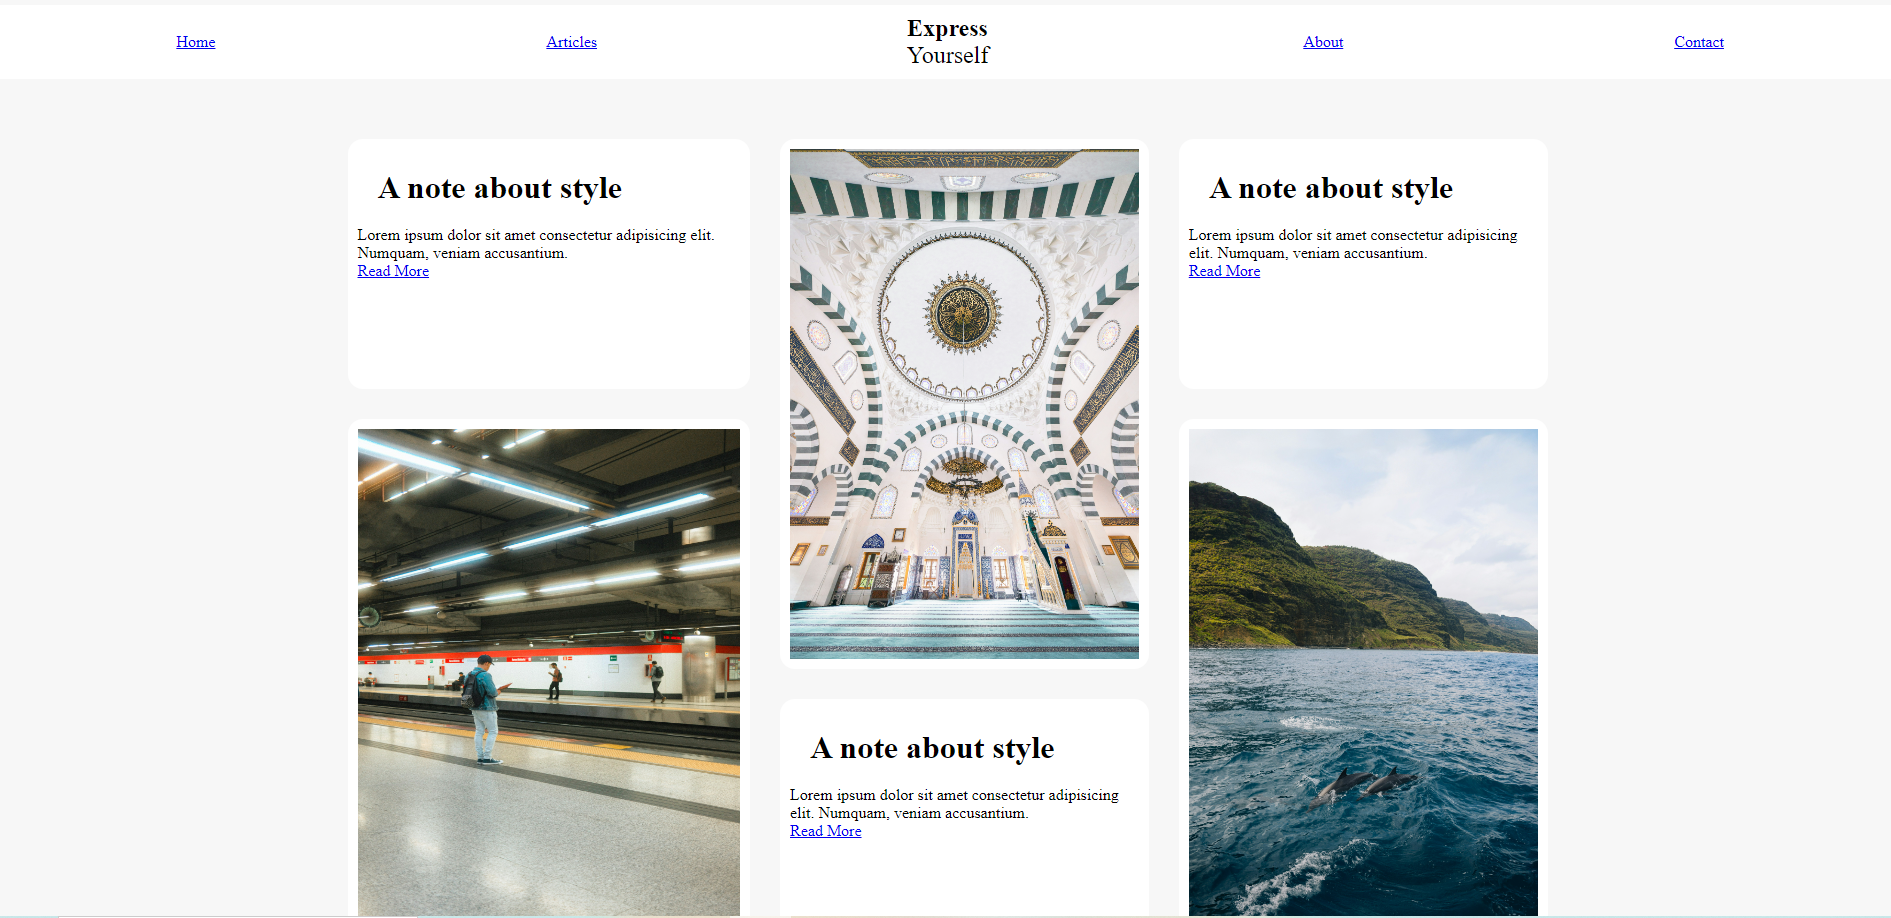 Home
Articles
Express
Yourself
About
Contact
A note about style
Lorem ipsum dolor sit amet consectetur adipisicing elit.
Numquam, veniam accusantium.
Read More
A note about style
Lorem ipsum dolor sit amet consectetur adipisicing
elit. Numquam, veniam accusantium.
Read More
A note about style
Lorem ipsum dolor sit amet consectetur adipisicing
elit. Numquam, veniam accusantium.
Read More